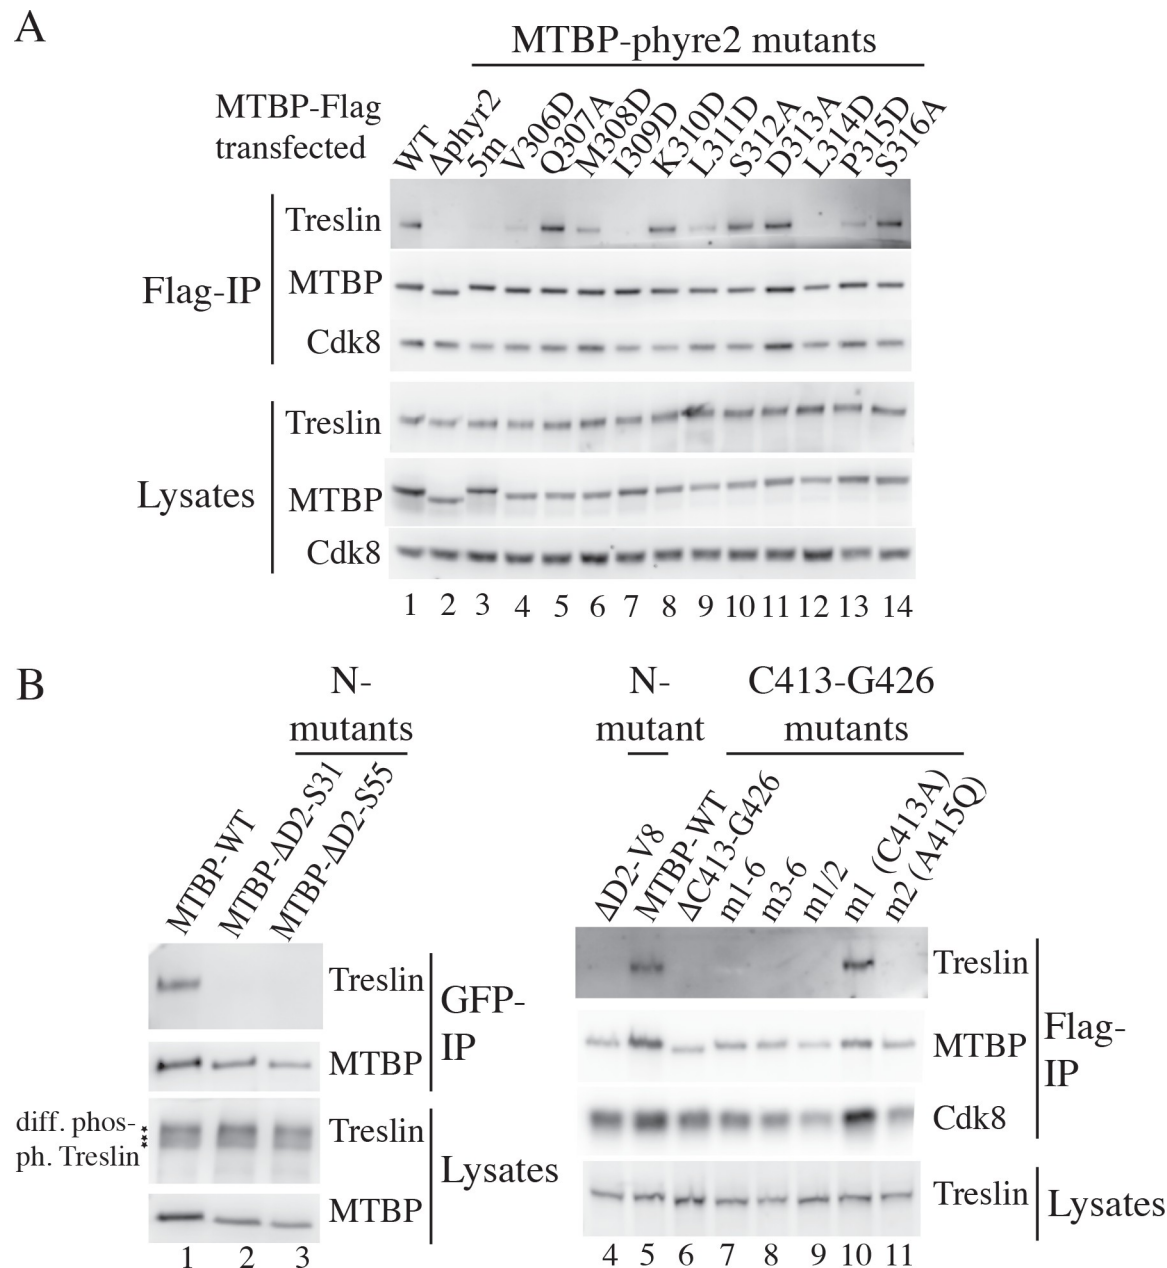 A
MTBP-phyre2 mutants
MTBP-Flag
transfected
WT
Δphyr2
5m
V306D
Q307A
M308D
I309D
K310D
L311D
S312A
D313A
L314D
P315D
S316A
Flag-IP
Treslin
MTBP
Cdk8
Lysates
Treslin
MTBP
Cdk8
1 2 3 4 5 6 7 8 9 10 11 12 13 14
B
N-
mutants
MTBP-WT
MTBP-ΔD2-S31
MTBP-ΔD2-S55
Treslin
MTBP
GFP-
IP
diff. phos-
ph. Treslin
Treslin
MTBP
Lysates
1 2 3
N-
mutant
C413-G426
mutants
ΔD2-V8
MTBP-WT
ΔC413-G426
m1-6
m3-6
m1/2
m1 (C413A)
m2 (A415Q)
Treslin
MTBP
Cdk8
Flag-
IP
Treslin
Lysates
4 5 6 7 8 9 10 11